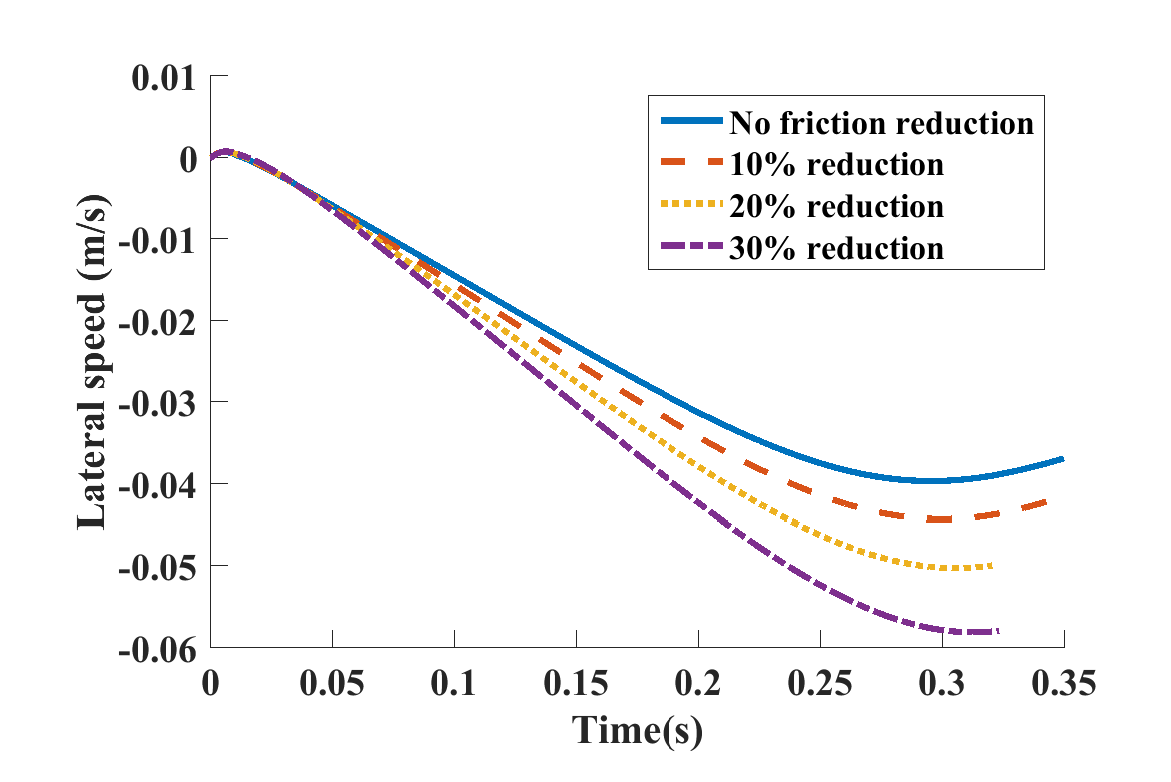 0.01
0
-0.01
-0.02
-0.03
-0.04
-0.05
-0.06
Lateral speed (m/s)
No friction reduction
10% reduction
20% reduction
30% reduction
0 0.05 0.1 0.15 0.2 0.25 0.3 0.35
Time(s)